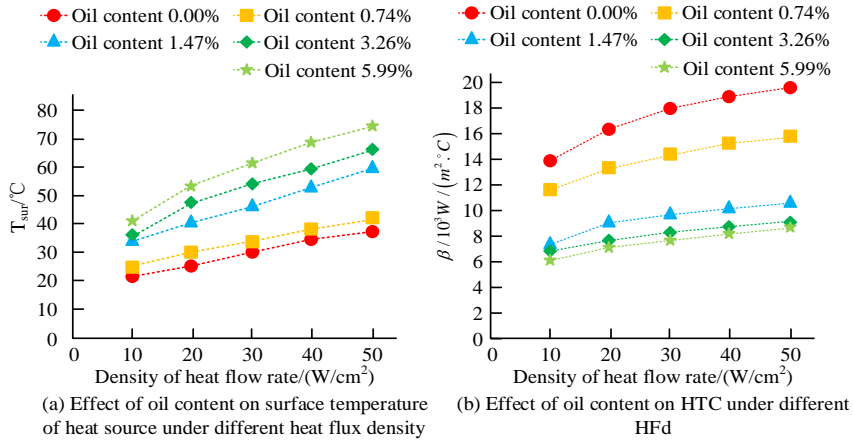 Oil content 0.00%
Oil content 0.74%
Oil content 1.47%
Oil content 3.26%
Oil content 5.99%
80
70
60
50
40
30
20
10
0
T_sur/℃
0 10 20 30 40 50
Density of heat flow rate/(W/cm²)
(a) Effect of oil content on surface temperature
of heat source under different heat flux density
Oil content 0.00%
Oil content 0.74%
Oil content 1.47%
Oil content 3.26%
Oil content 5.99%
20
18
16
14
12
10
8
6
4
2
0
β / 10³W / (m² · °C)
0 10 20 30 40 50
Density of heat flow rate/(W/cm²)
(b) Effect of oil content on HTC under different
HFd